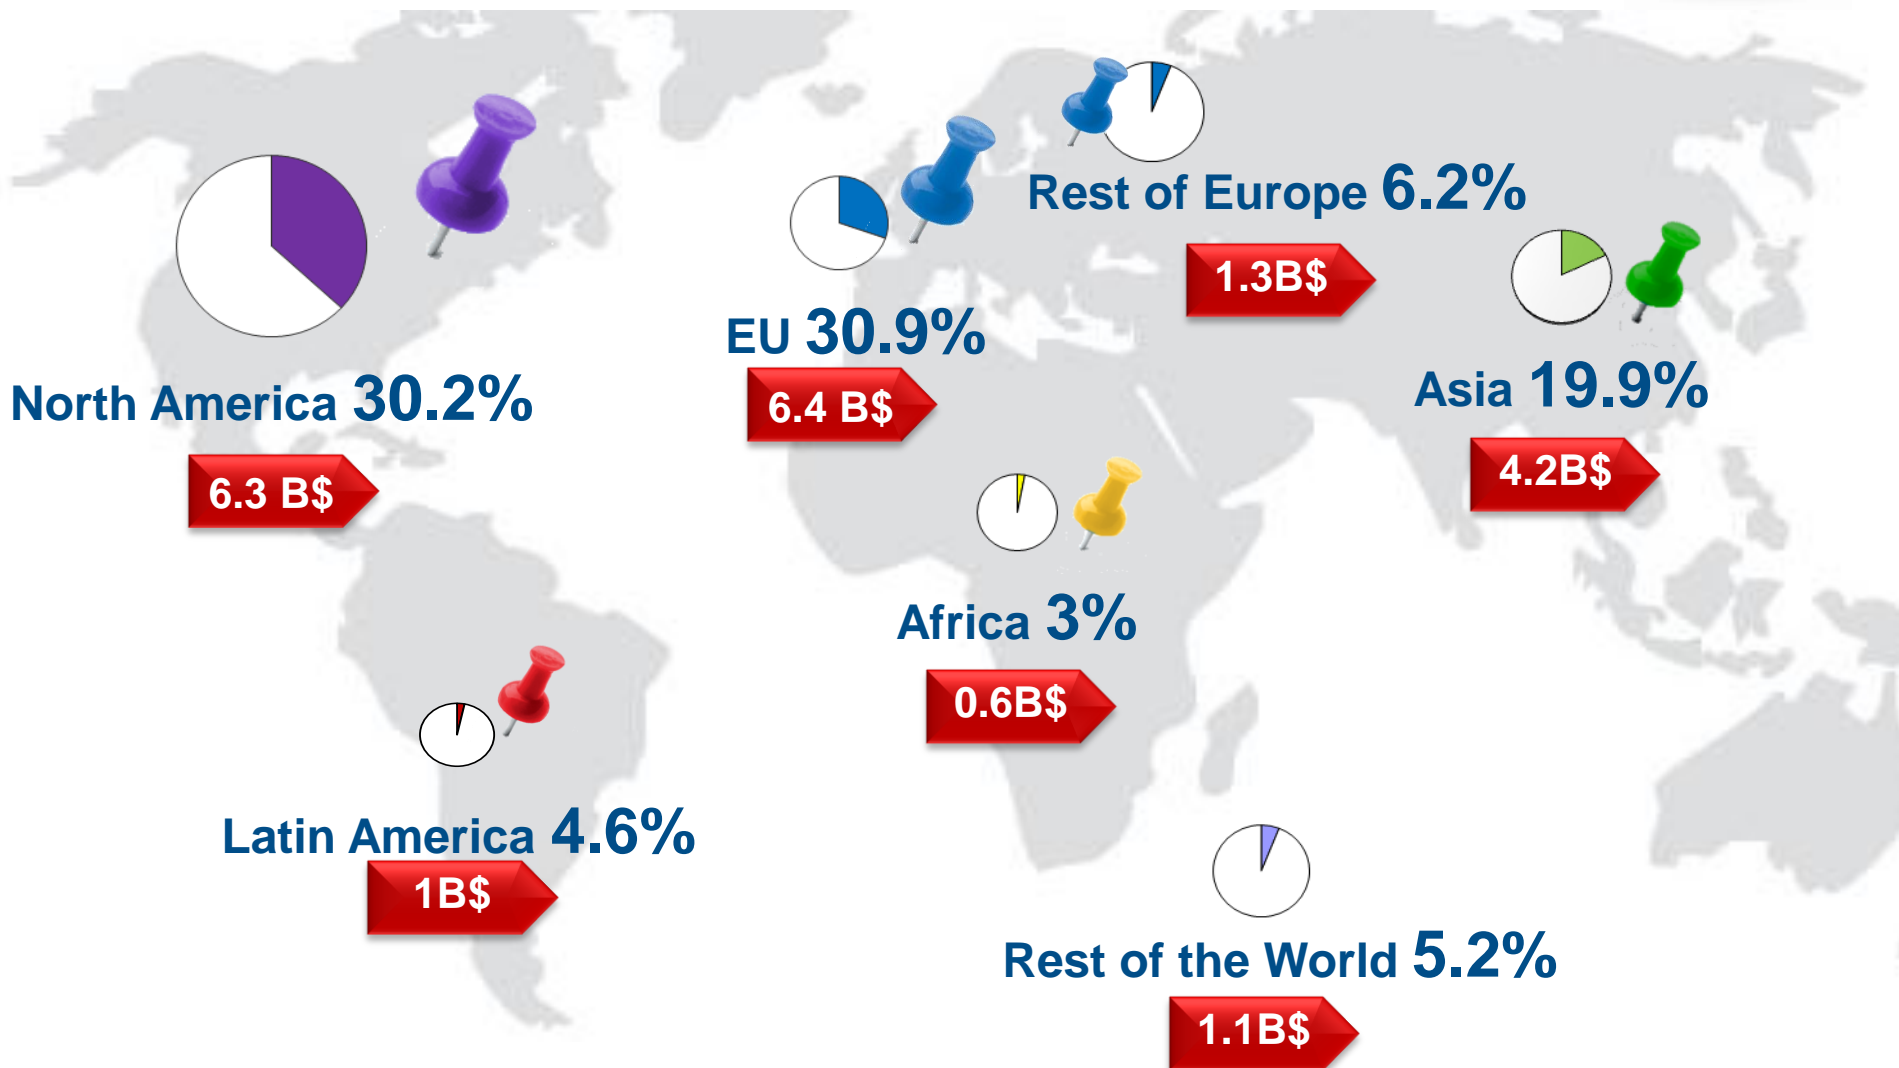 Rest of Europe 6.2%
1.3B$
EU 30.9%
6.4 B$
North America 30.2%
6.3 B$
Asia 19.9%
4.2B$
Africa 3%
0.6B$
Latin America 4.6%
1B$
Rest of the World 5.2%
1.1B$